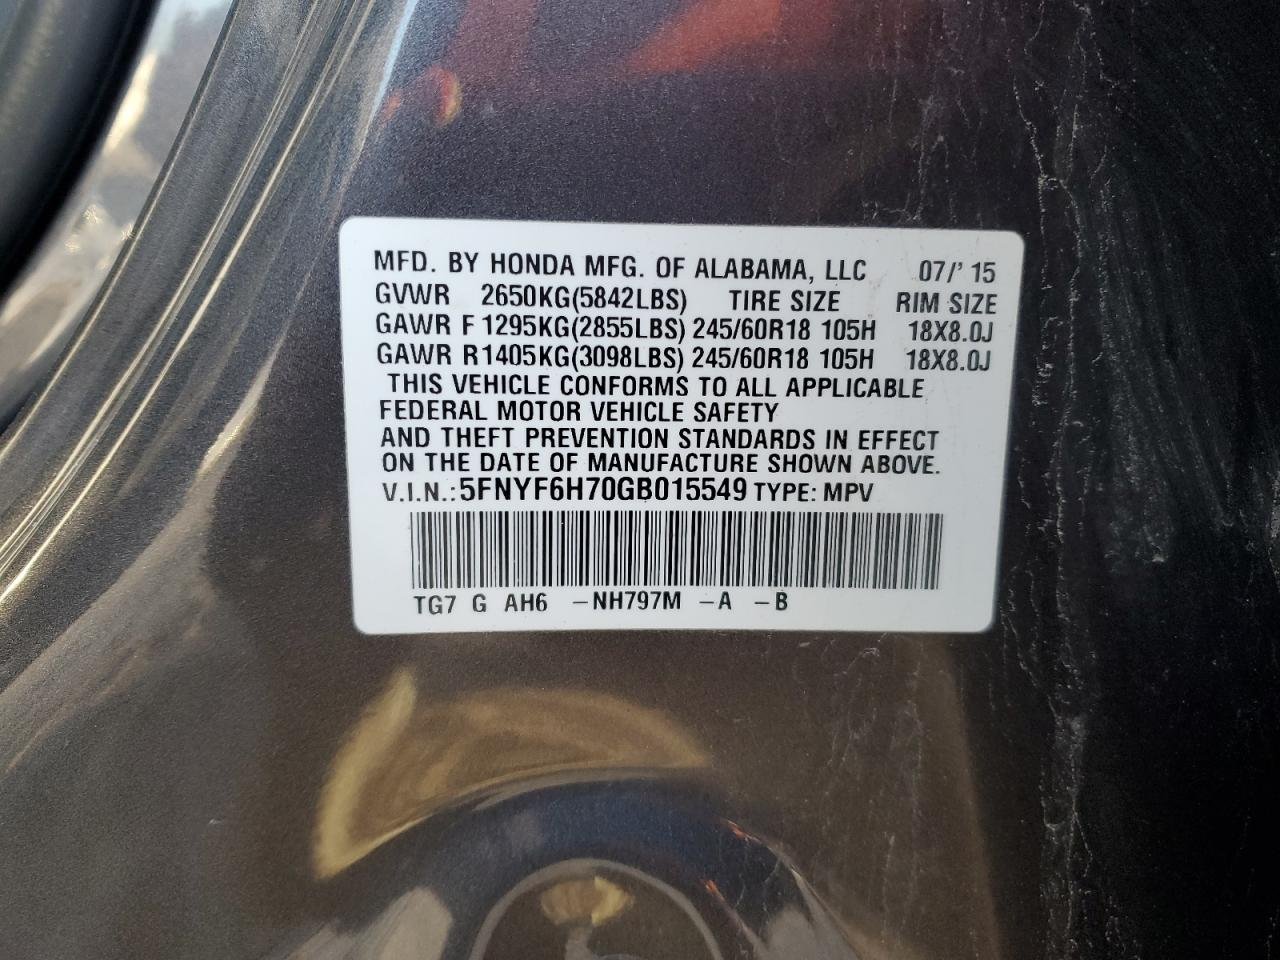 MFD. BY HONDA MFG. OF ALABAMA, LLC 07/'15
GVWR 2650KG(5842LBS) TIRE SIZE RIM SIZE
GAWR F 1295KG(2855LBS) 245/60R18 105H 18X8.0J
GAWR R1405KG(3098LBS) 245/60R18 105H 18X8.0J
THIS VEHICLE CONFORMS TO ALL APPLICABLE
FEDERAL MOTOR VEHICLE SAFETY
AND THEFT PREVENTION STANDARDS IN EFFECT
ON THE DATE OF MANUFACTURE SHOWN ABOVE.
V.I.N.:5FNYF6H70GB015549 TYPE: MPV
TG7 G AH6 -NH797M -A -B